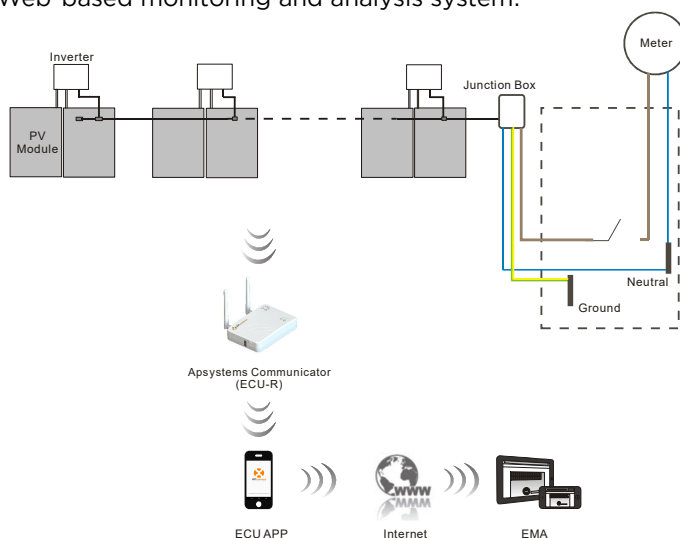 Web-based monitoring and analysis system.
Inverter
Meter
Junction Box
PV
Module
Neutral
Ground
Apsystems Communicator
(ECU-R)
WWW
ECU APP
Internet
EMA